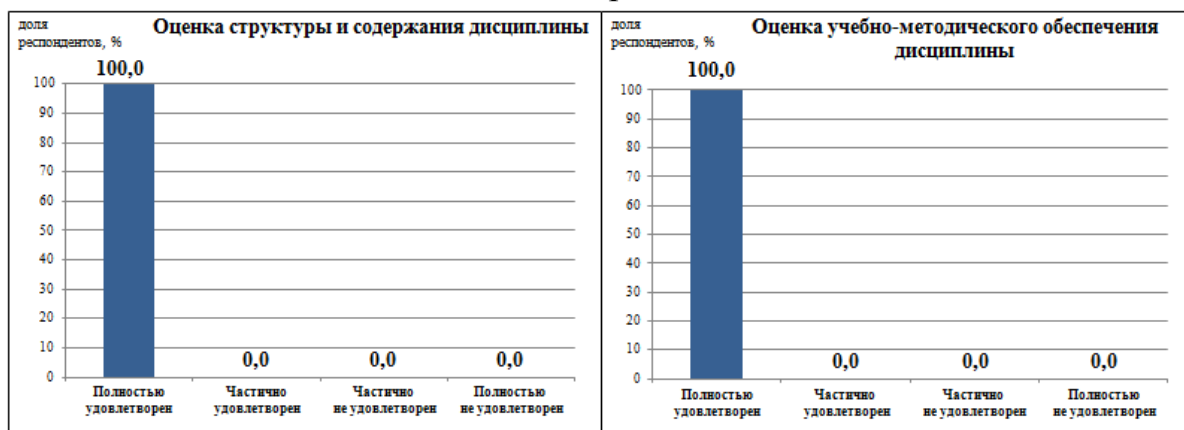 доля
респондентов, %
Оценка структуры и содержания дисциплины
100,0
100
90
80
70
60
50
40
30
20
10
0
0,0
0,0
0,0
Полностью
удовлетворен
Частично
удовлетворен
Частично
не удовлетворен
Полностью
не удовлетворен
доля
респондентов, %
Оценка учебно-методического обеспечения
дисциплины
100,0
100
90
80
70
60
50
40
30
20
10
0
0,0
0,0
0,0
Полностью
удовлетворен
Частично
удовлетворен
Частично
не удовлетворен
Полностью
не удовлетворен